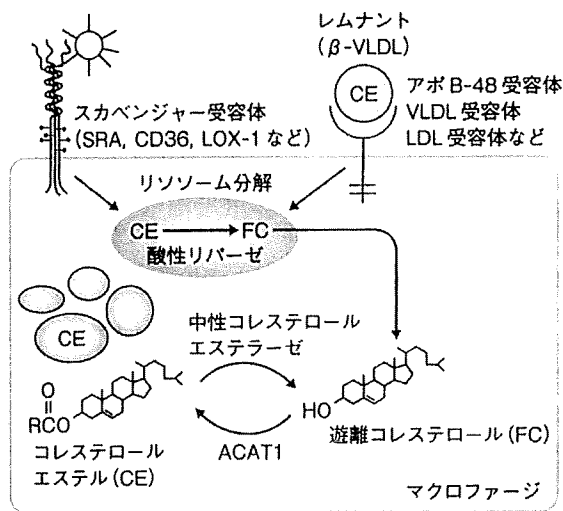 レムナント
(β-VLDL)
CE
アポB-48受容体
VLDL受容体
LDL受容体など
スカベンジャー受容体
(SRA, CD36, LOX-1など)
リソソーム分解
CE
FC
酸性リパーゼ
CE
中性コレステロール
エステラーゼ
O
RCO
HO
コレステロール
エステル(CE)
ACAT1
遊離コレステロール(FC)
マクロファージ